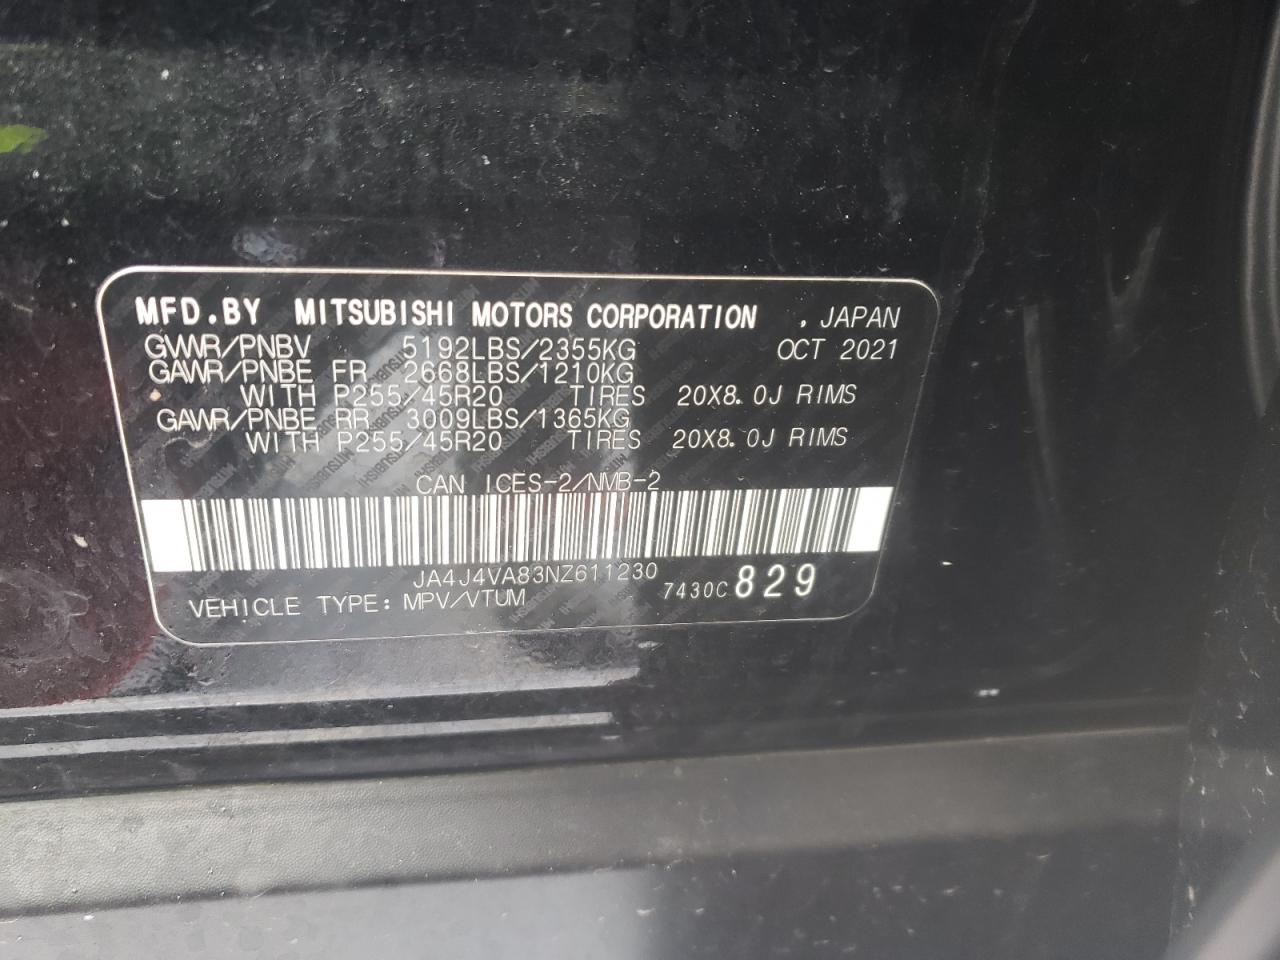 MFD.BY MITSUBISHI MOTORS CORPORATION , JAPAN
GVWR/PNBV 5192LBS/2355KG OCT 2021
GAWR/PNBE FR 2668LBS/1210KG
WITH P255/45R20 TIRES 20X8.0J RIMS
GAWR/PNBE RR 3009LBS/1365KG
WITH P255/45R20 TIRES 20X8.0J RIMS
CAN ICES-2/NMB-2
JA4J4VA83NZ611230
VEHICLE TYPE: MPV/VTUM 7430C 829